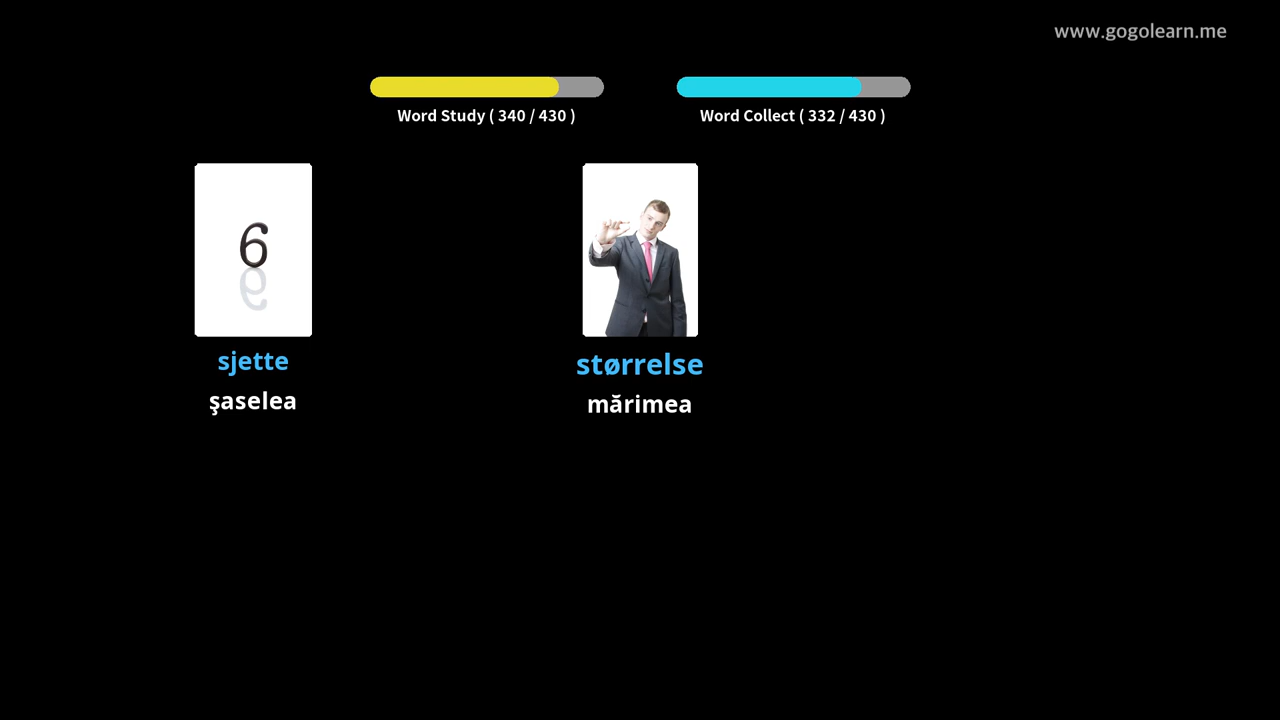 www.gogolearn.me
Word Study ( 340 / 430 )
Word Collect ( 332 / 430 )
6
sjette
şaselea
størrelse
mărimea